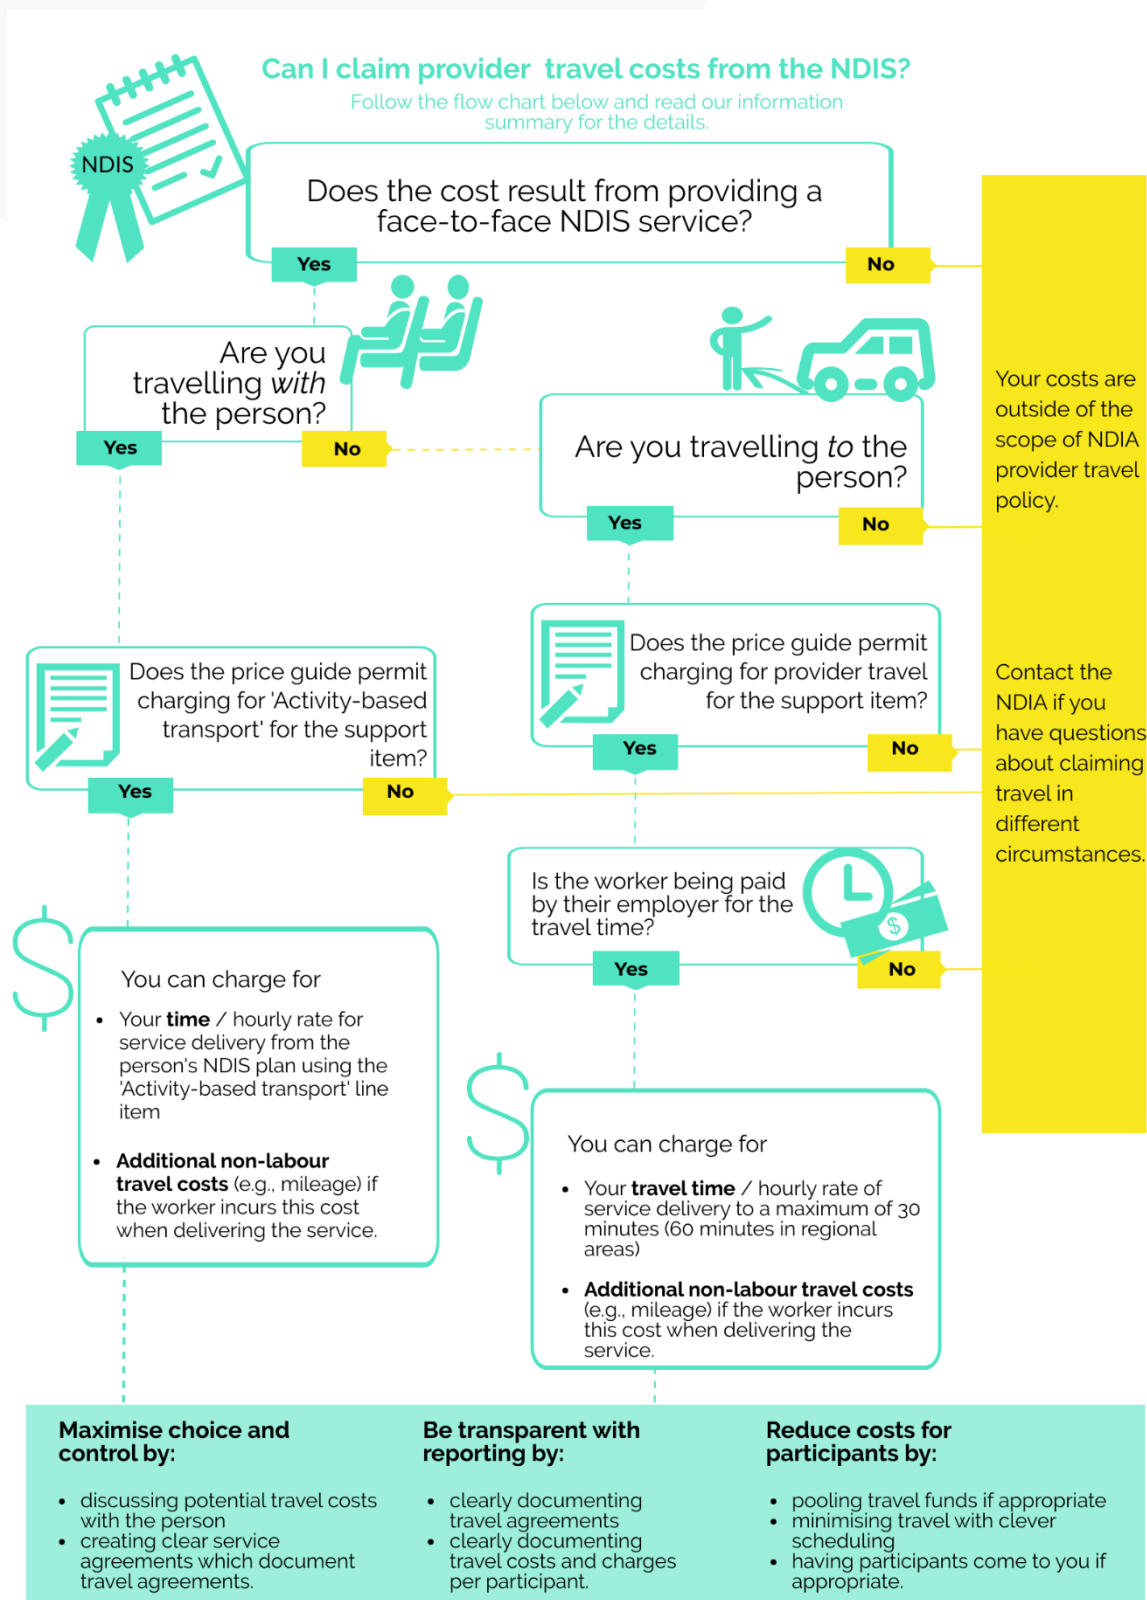 Can I claim provider travel costs from the NDIS?
Follow the flow chart below and read our information
summary for the details.
NDIS
Does the cost result from providing a
face-to-face NDIS service?
Yes
No
Are you
travelling with
the person?
Yes
No
Are you travelling to the
person?
Yes
No
Your costs are
outside of the
scope of NDIA
provider travel
policy.
Does the price guide permit
charging for 'Activity-based
transport' for the support
item?
Yes
No
Does the price guide permit
charging for provider travel
for the support item?
Yes
No
Contact the
NDIA if you
have questions
about claiming
travel in
different
circumstances.
Is the worker being paid
by their employer for the
travel time?
$
Yes
No
$
You can charge for
• Your time / hourly rate for
service delivery from the
person's NDIS plan using the
'Activity-based transport' line
item
• Additional non-labour
travel costs (e.g., mileage) if
the worker incurs this cost
when delivering the service.
$
You can charge for
• Your travel time / hourly rate of
service delivery to a maximum of 30
minutes (60 minutes in regional
areas)
• Additional non-labour travel costs
(e.g., mileage) if the worker incurs
this cost when delivering the
service.
Maximise choice and
control by:
• discussing potential travel costs
with the person
• creating clear service
agreements which document
travel agreements.
Be transparent with
reporting by:
• clearly documenting
travel agreements
• clearly documenting
travel costs and charges
per participant.
Reduce costs for
participants by:
• pooling travel funds if appropriate
• minimising travel with clever
scheduling
• having participants come to you if
appropriate.